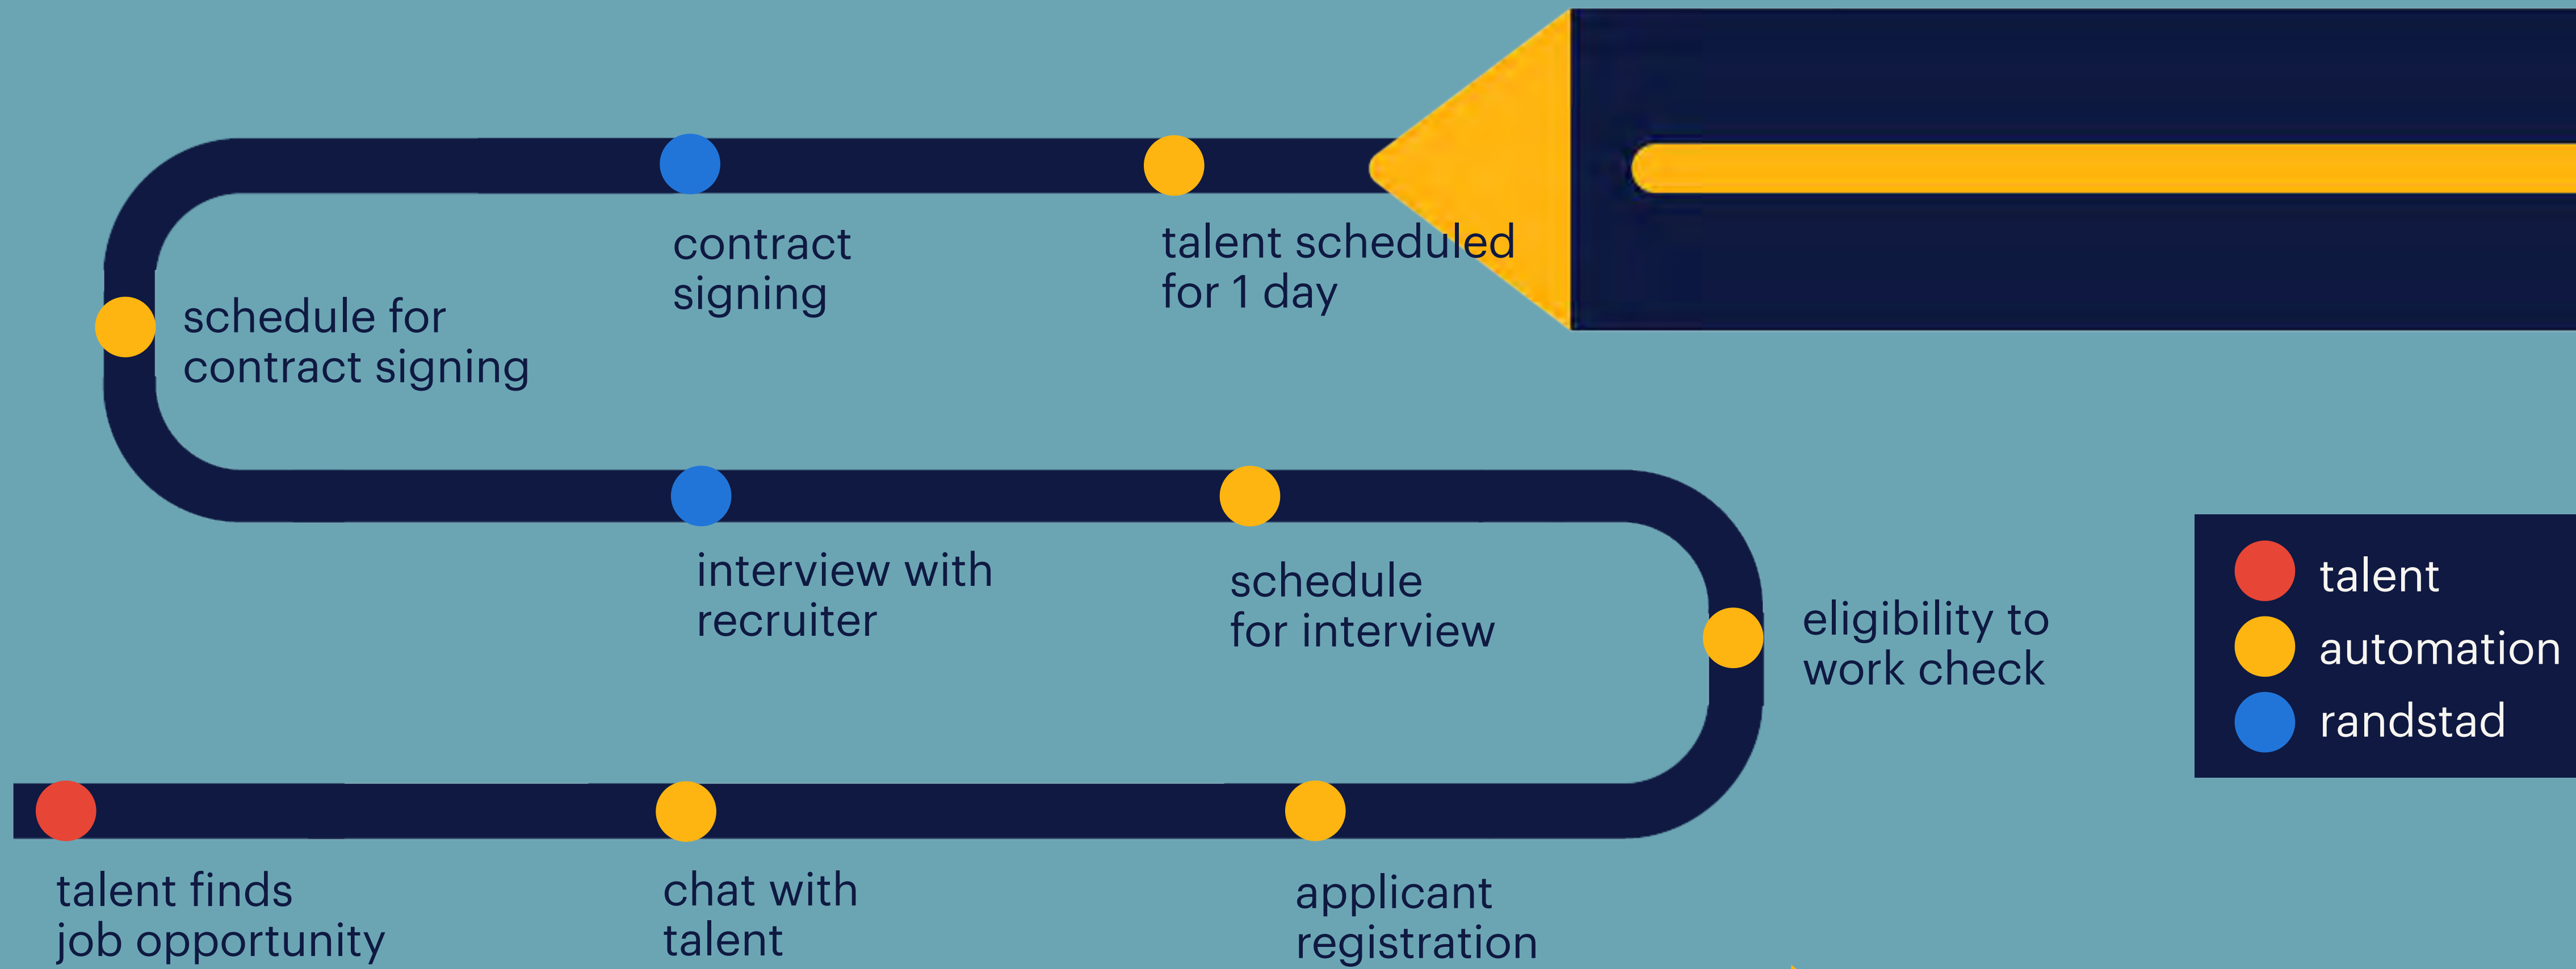 contract
signing
talent scheduled
for 1 day
schedule for
contract signing
interview with
recruiter
schedule
for interview
eligibility to
work check
talent
automation
randstad
talent finds
job opportunity
chat with
talent
applicant
registration